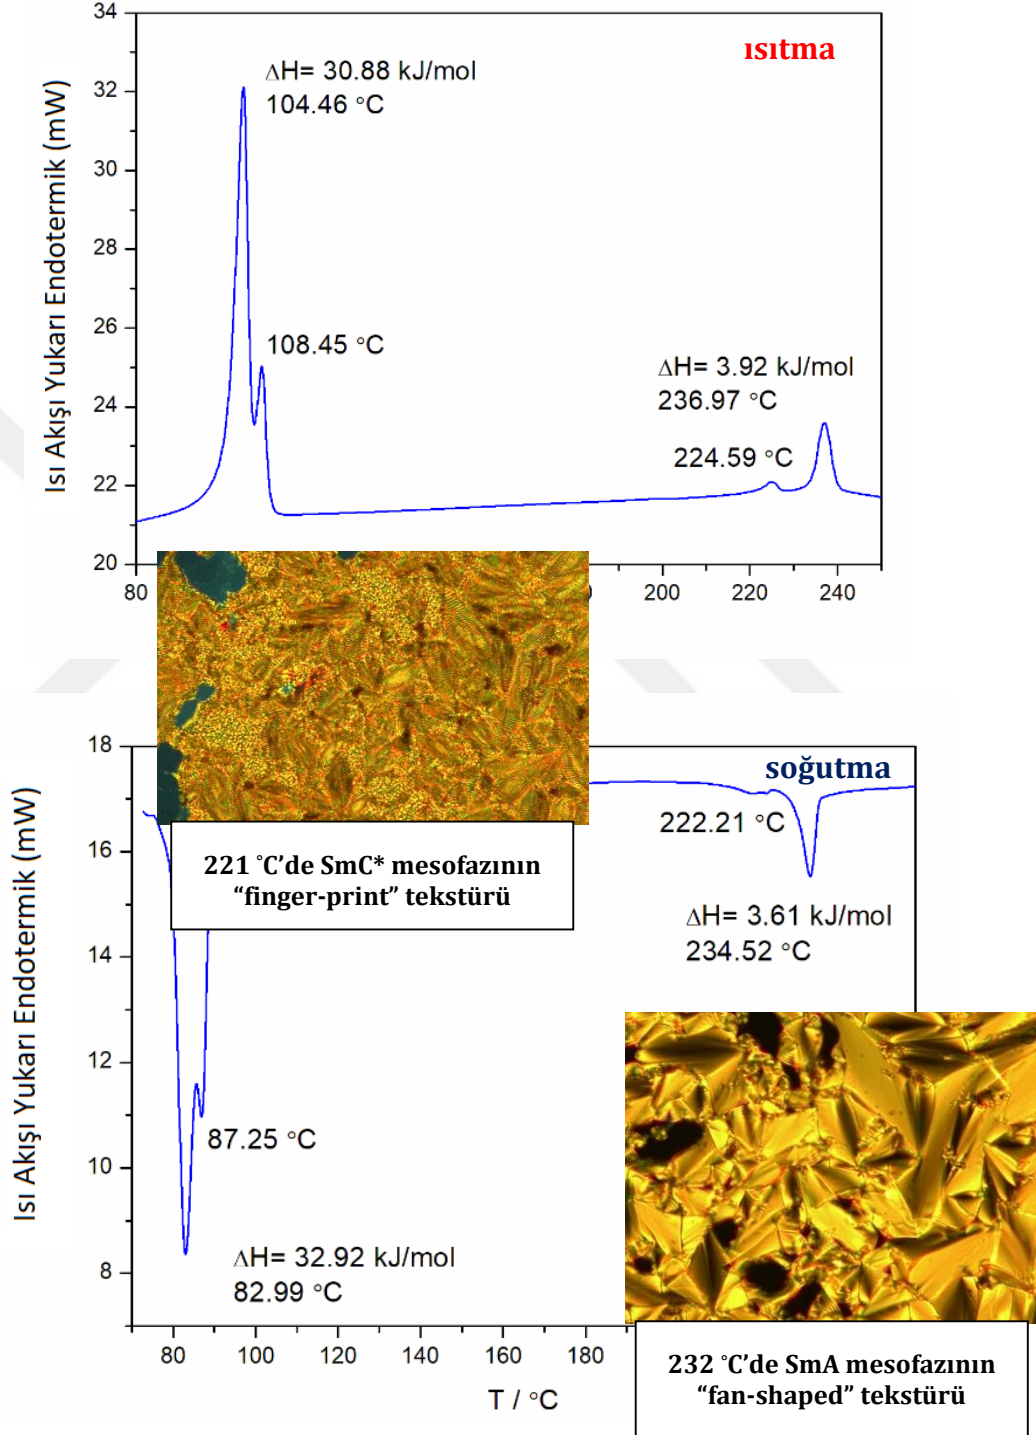 ısıtma
ΔH= 30.88 kJ/mol
104.46 °C
108.45 °C
ΔH= 3.92 kJ/mol
236.97 °C
224.59 °C
Isı Akışı Yukarı Endotermik (mW)
34
32
30
28
26
24
22
20
80
200
220
240
soğutma
222.21 °C
ΔH= 3.61 kJ/mol
234.52 °C
221 °C’de SmC* mesofazının
“finger-print” tekstürü
87.25 °C
ΔH= 32.92 kJ/mol
82.99 °C
Isı Akışı Yukarı Endotermik (mW)
18
16
14
12
10
8
80
100
120
140
160
180
T / °C
232 °C’de SmA mesofazının
“fan-shaped” tekstürü